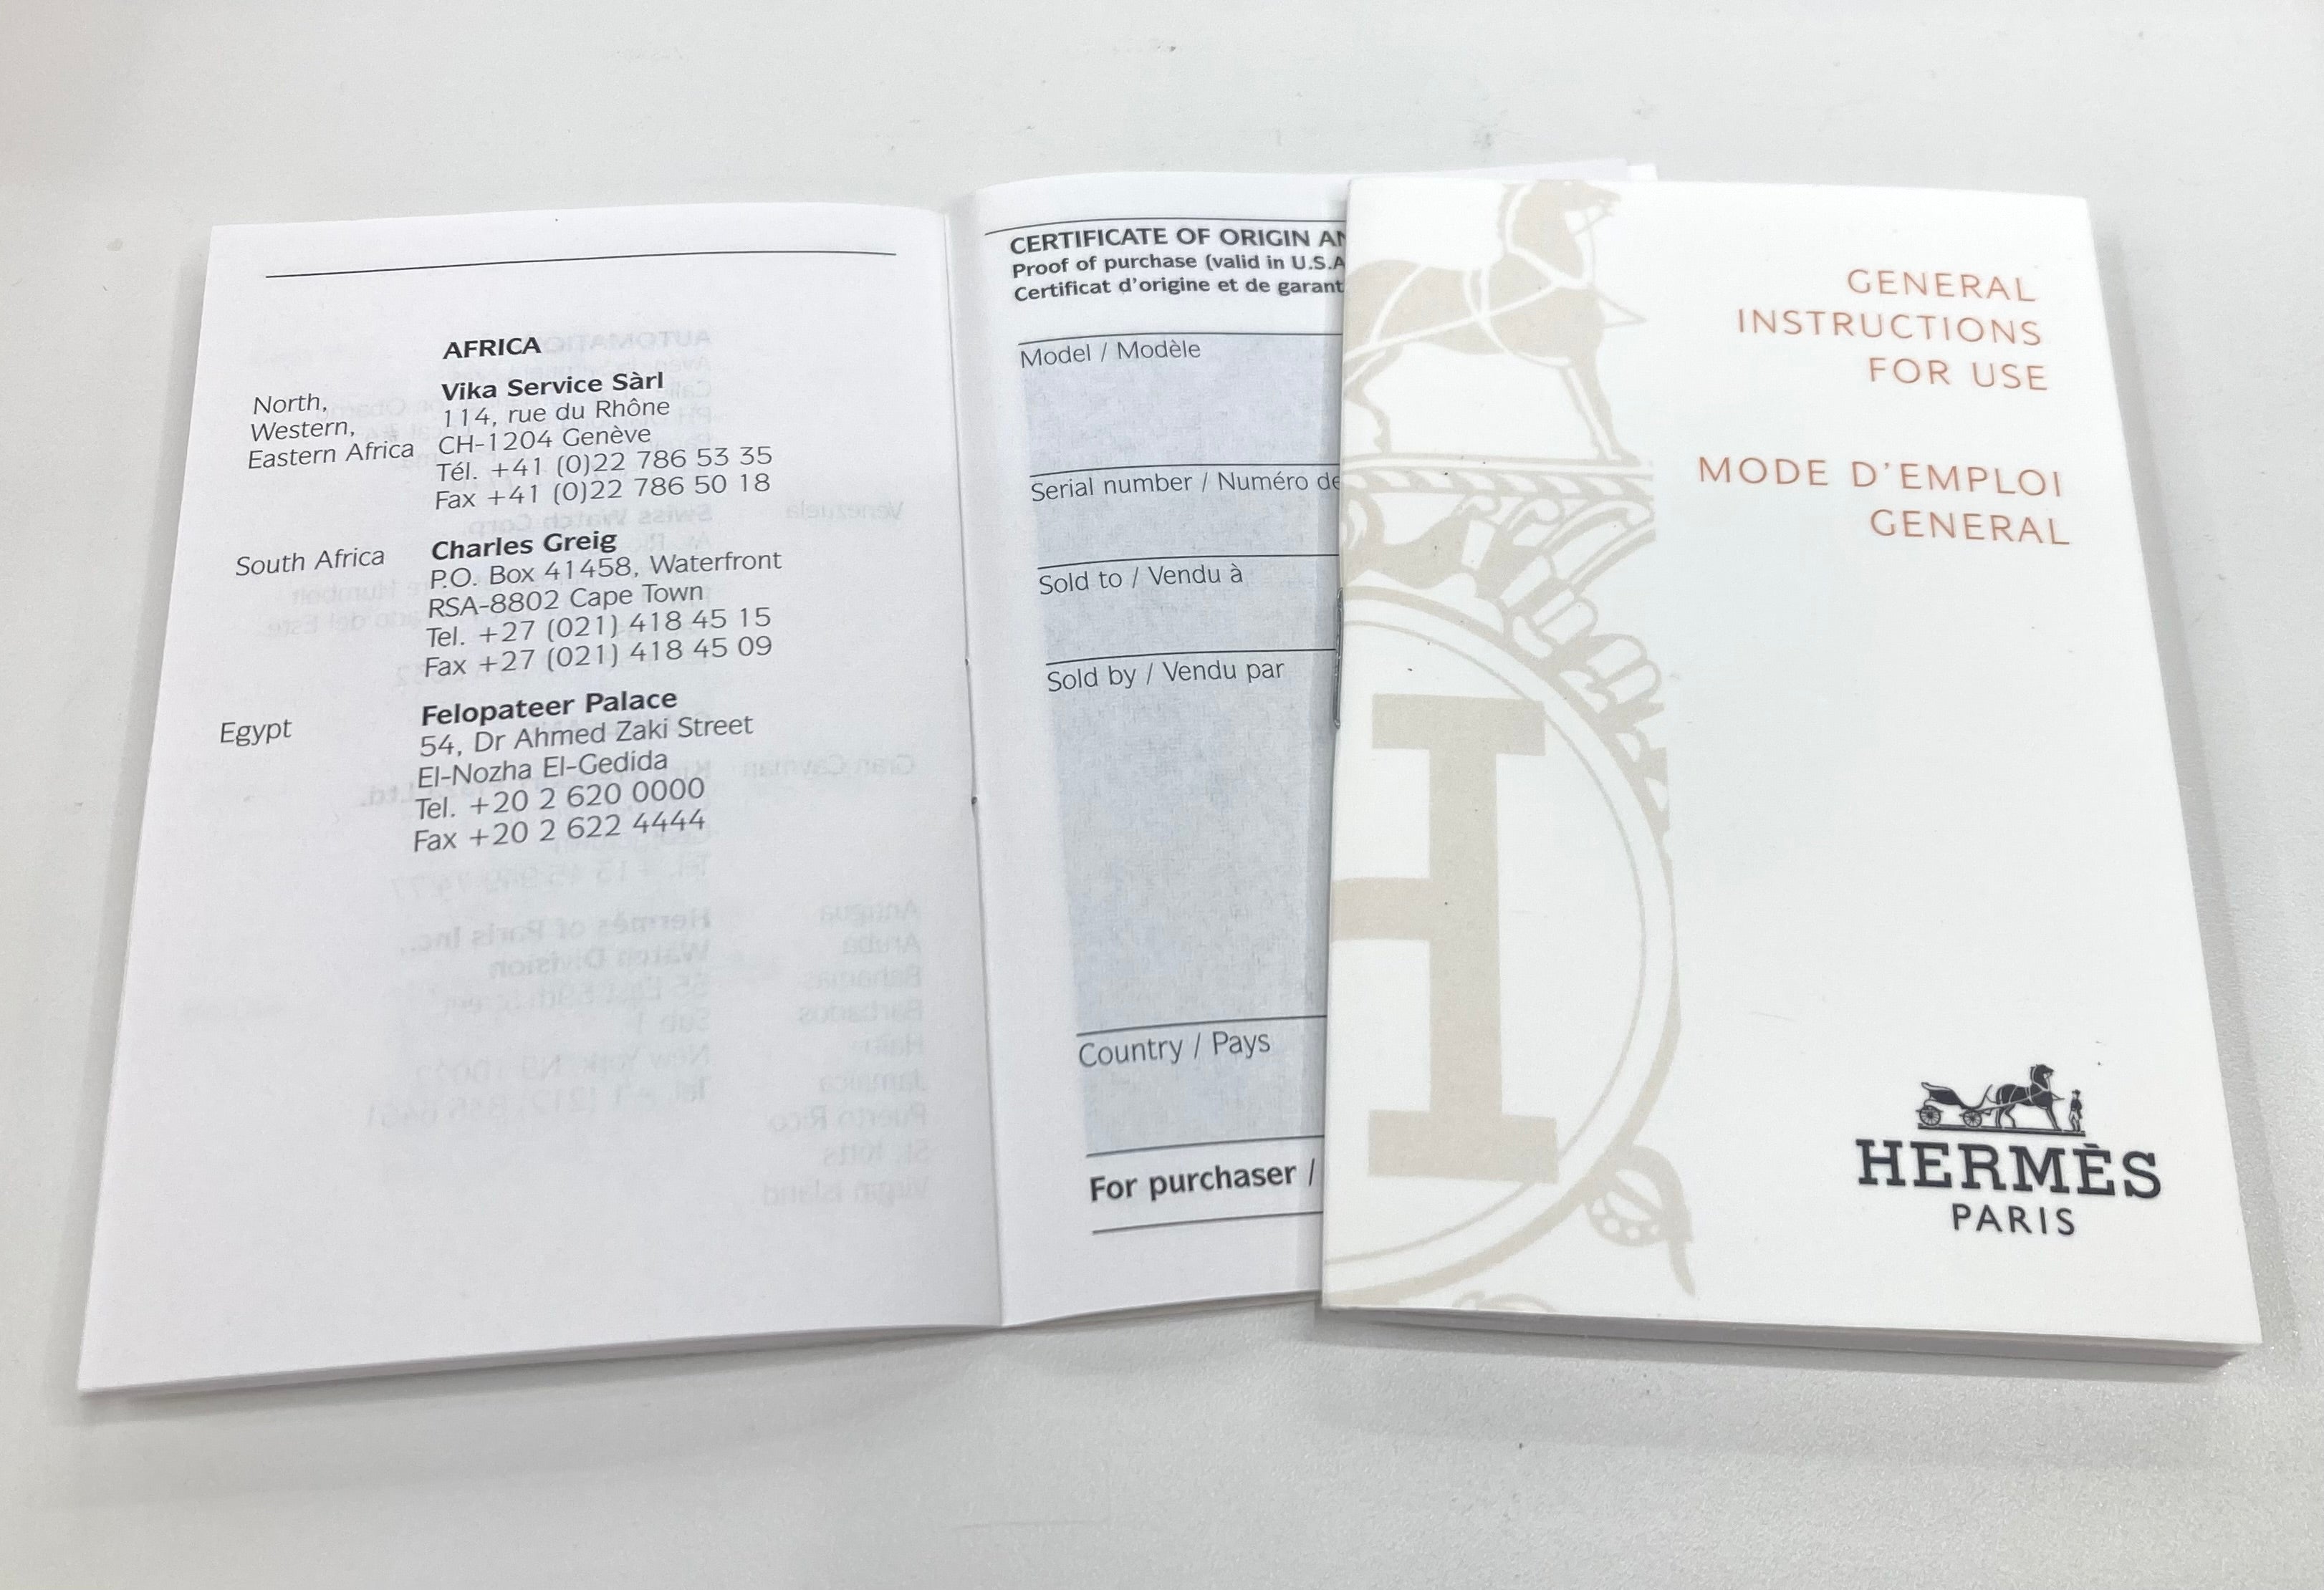 AFRICA
North,
Western,
Eastern Africa
Vika Service Sàrl
114, rue du Rhône
CH-1204 Genève
Tél. +41 (0)22 786 53 35
Fax +41 (0)22 786 50 18
South Africa
Charles Greig
P.O. Box 41458, Waterfront
RSA-8802 Cape Town
Tel. +27 (021) 418 45 15
Fax +27 (021) 418 45 09
Egypt
Felopateer Palace
54, Dr Ahmed Zaki Street
El-Nozha El-Gedida
Tel. +20 2 620 0000
Fax +20 2 622 4444
CERTIFICATE OF ORIGIN
Proof of purchase (valid in U.S.A
Certificat d'origine et de
Model / Modèle
Serial number / Numéro de
Sold to / Vendu à
Sold by / Vendu par
Country / Pays
For purchaser /
GENERAL
INSTRUCTIONS
FOR USE
MODE D'EMPLOI
GENERAL
H
HERMÈS
PARIS